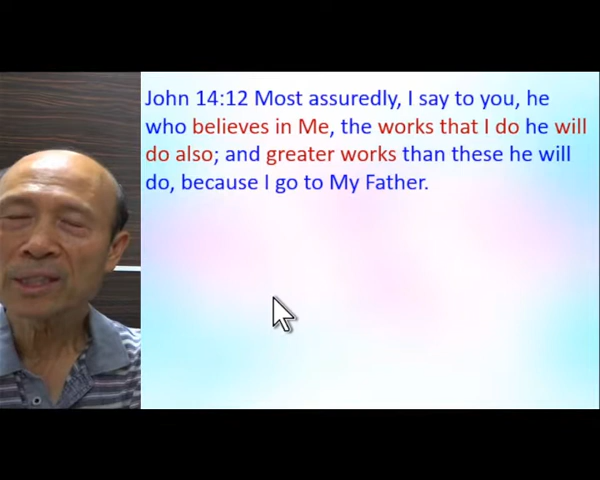 John 14:12 Most assuredly, I say to you, he
who believes in Me, the works that I do he will
do also; and greater works than these he will
do, because I go to My Father.